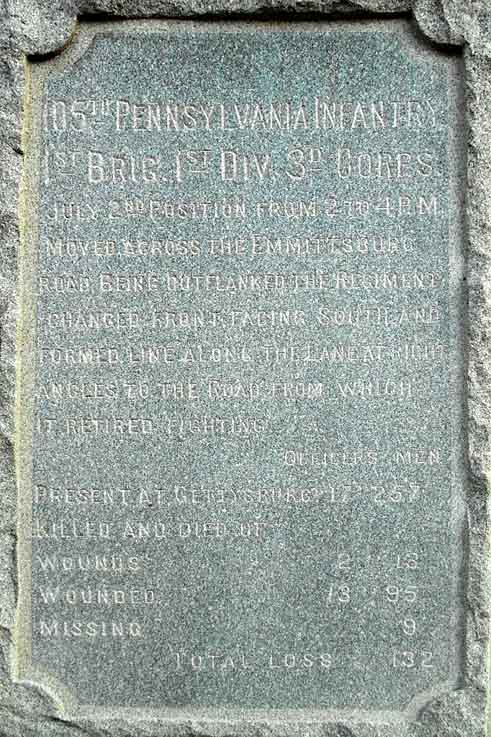 105TH PENNSYLVANIA INFANTRY
1ST BRIG. 1ST DIV. 3D CORPS.
JULY 2ND POSITION FROM 2 TO 4 P.M.
MOVED ACROSS THE EMMITTSBURG
ROAD BEING OUTFLANKED THE REGIMENT
CHANGED FRONT FACING SOUTH AND
FORMED LINE ALONG THE LANE AT RIGHT
ANGLES TO THE ROAD FROM WHICH
IT RETIRED FIGHTING
OFFICERS MEN
PRESENT AT GETTYSBURG 17 257
KILLED AND DIED OF
WOUNDS 2 13
WOUNDED 13 95
MISSING 9
TOTAL LOSS 132